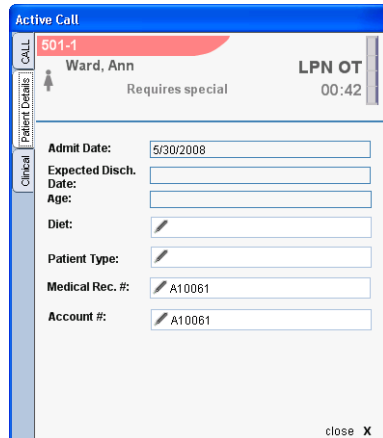 Active Call
CALL
Patient Details
Clinical
501-1
Ward, Ann
LPN OT
Requires special
00:42
Admit Date:
5/30/2008
Expected Disch.
Date:
Age:
Diet:
Patient Type:
Medical Rec. #:
A10061
Account #:
A10061
close X